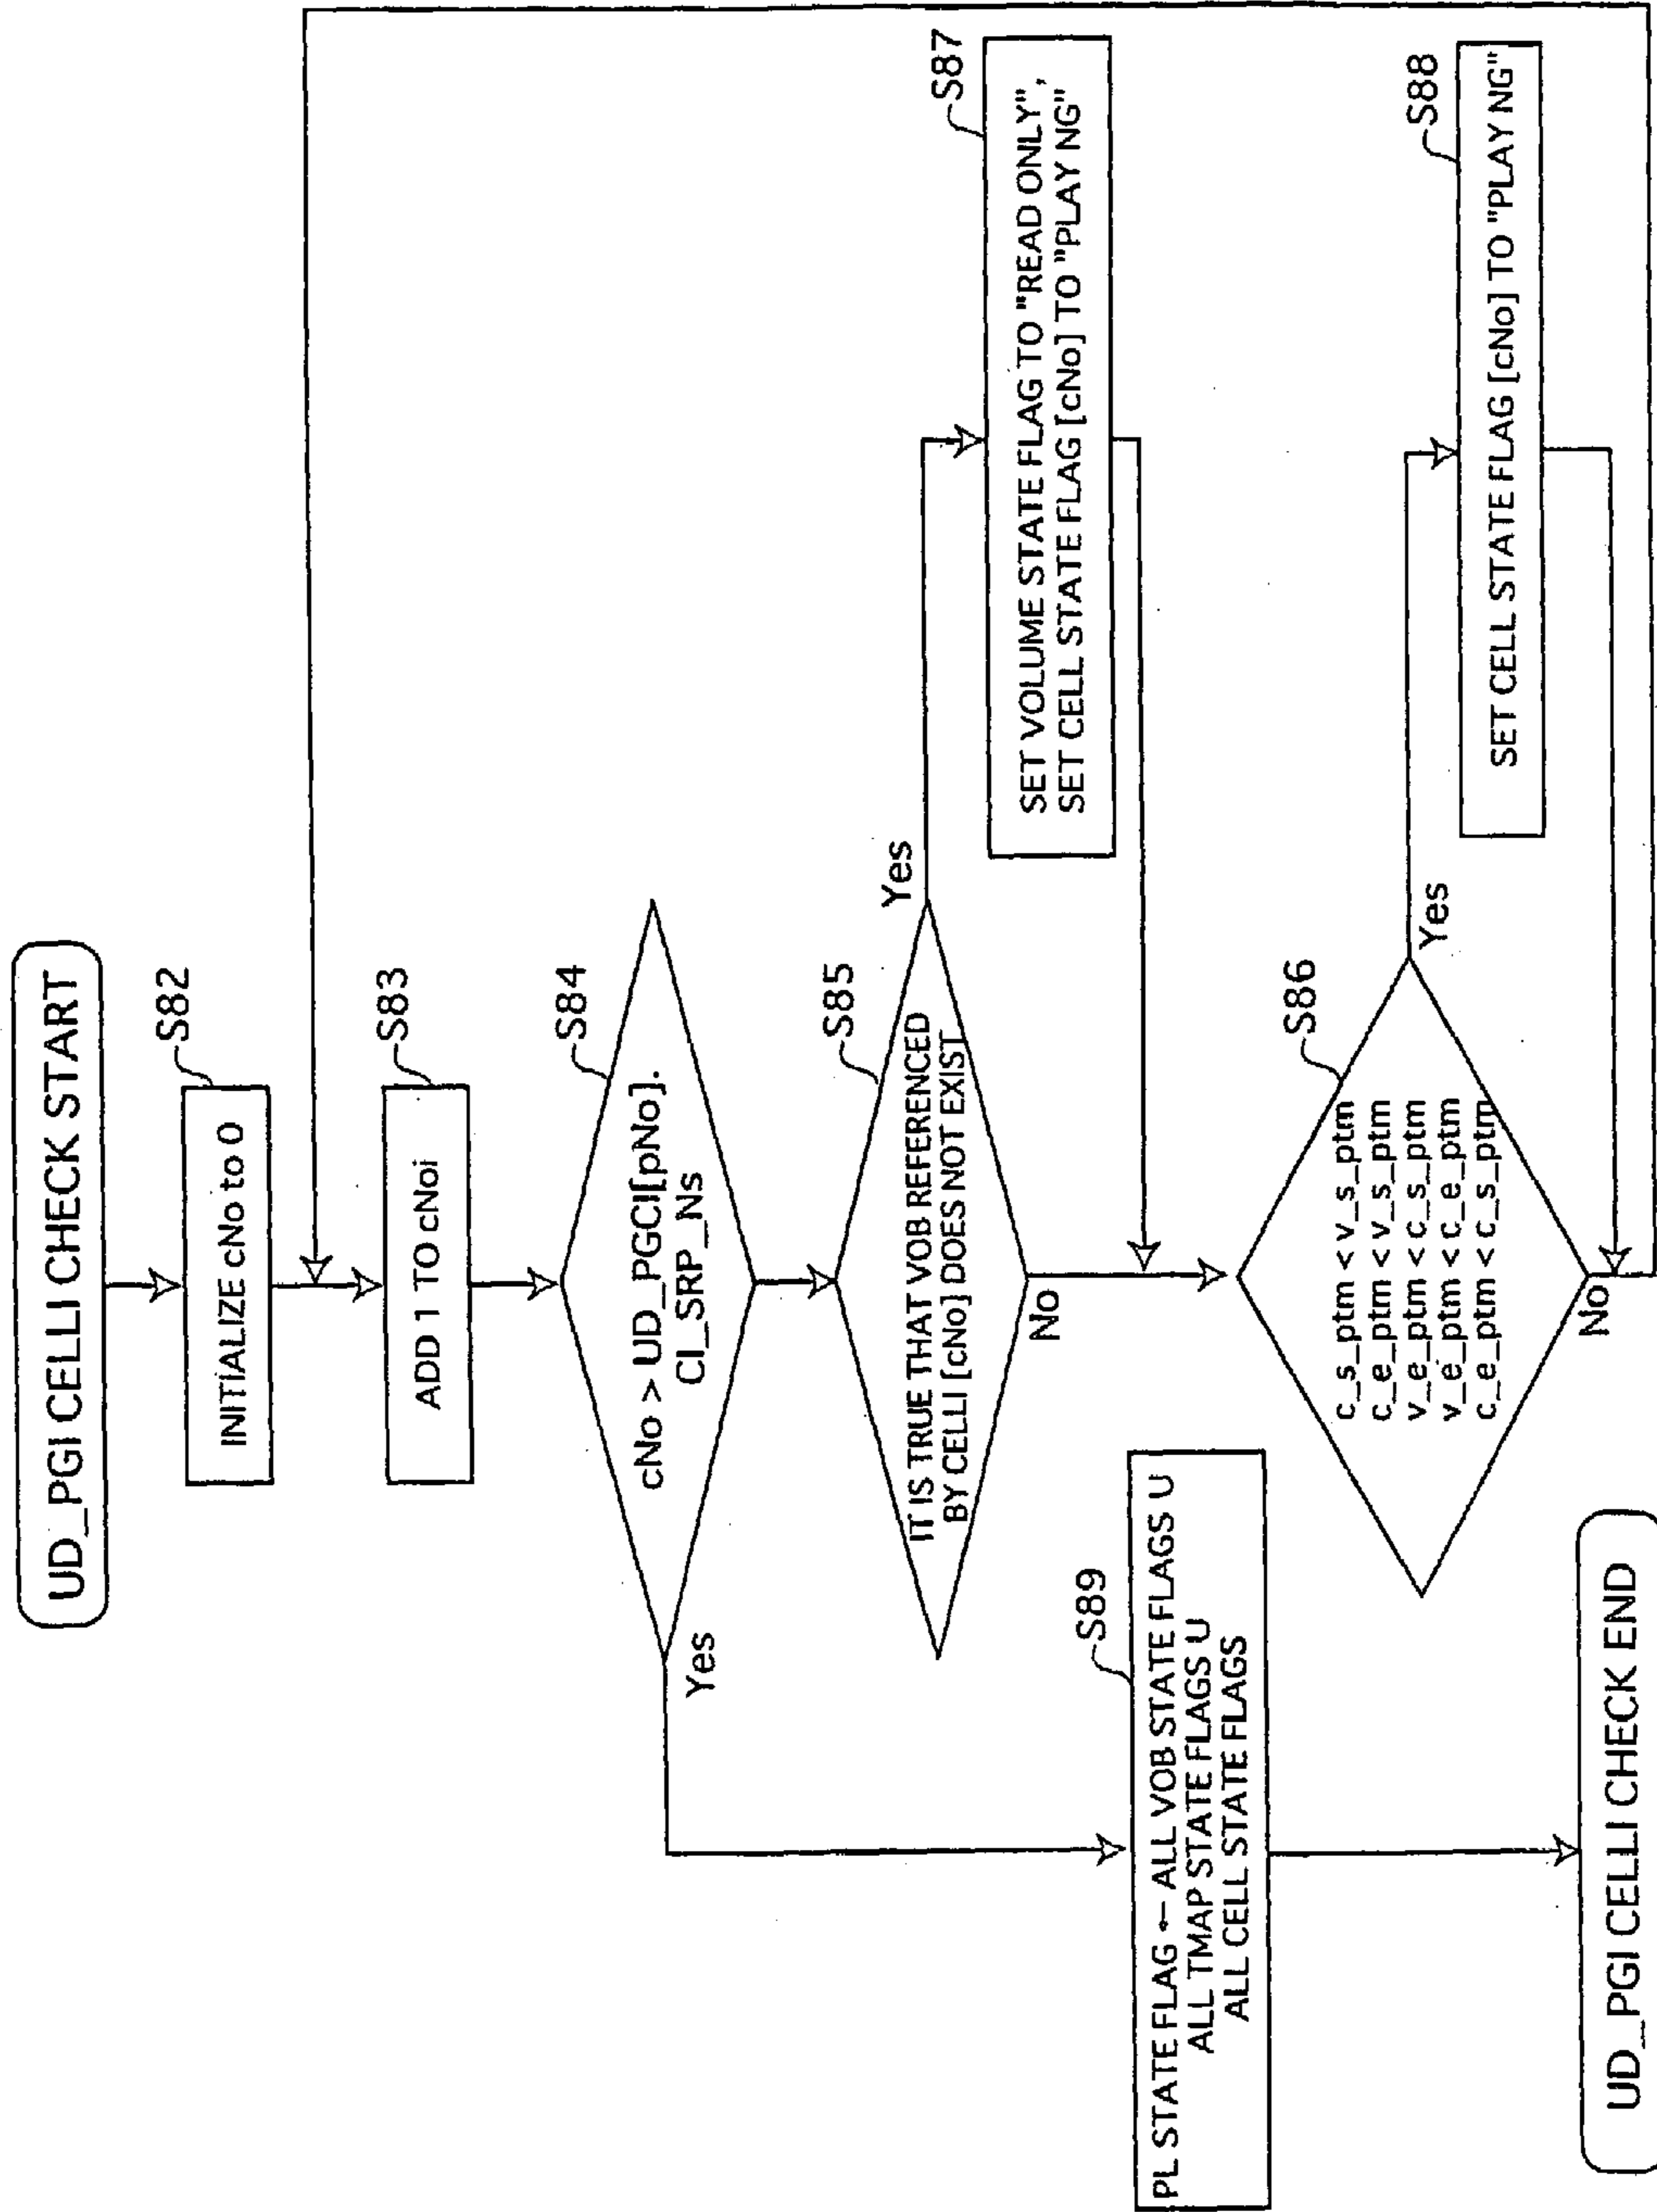 UD_PGI CELLI CHECK START
S82
INITIALIZE cNo to 0
S83
ADD 1 TO cNoi
S84
cNo > UD_PGCI[pNo].
CI_SRP_Ns
Yes
S85
IT IS TRUE THAT VOB REFERENCED
BY CELLI [cNo] DOES NOT EXIST
Yes
No
S87
SET VOLUME STATE FLAG TO "READ ONLY",
SET CELL STATE FLAG [cNo] TO "PLAY NG"
S86
c_s_ptm < v_s_ptm
c_e_ptm < v_s_ptm
v_e_ptm < c_s_ptm
v_e_ptm < c_e_ptm
c_e_ptm < c_s_ptm
Yes
No
S88
SET CELL STATE FLAG [cNo] TO "PLAY NG"
S89
PL STATE FLAG ← ALL VOB STATE FLAGS U
ALL TMAP STATE FLAGS U
ALL CELL STATE FLAGS
UD_PGI CELLI CHECK END